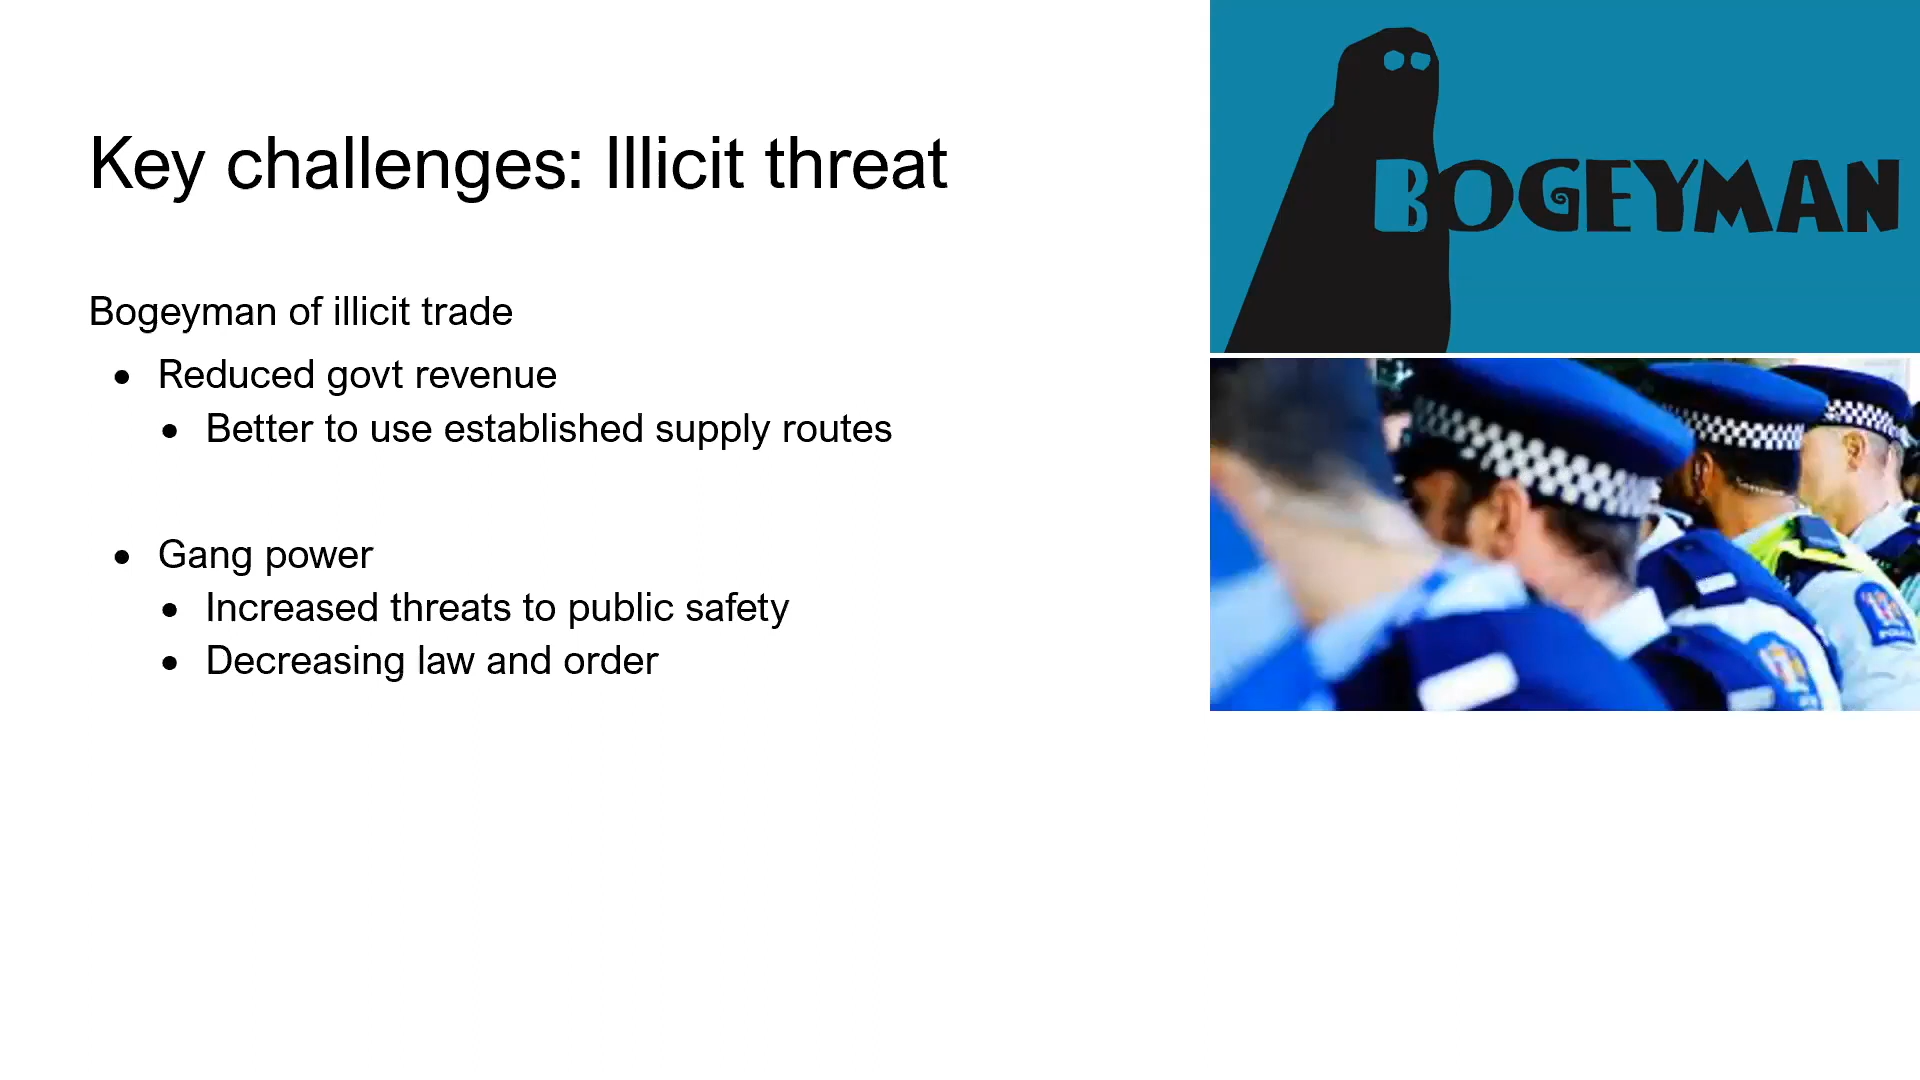 Key challenges: Illicit threat
Bogeyman of illicit trade
• Reduced govt revenue
• Better to use established supply routes
• Gang power
• Increased threats to public safety
• Decreasing law and order
BOGEYMAN